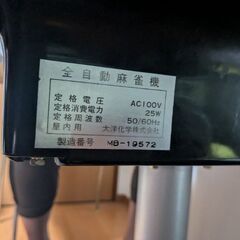 全自動麻雀機
定格電圧 AC100V
定格消費電力 25W
定格周波数 50/60Hz
屋内用 大洋化学株式会社
製造番号 MB-19572